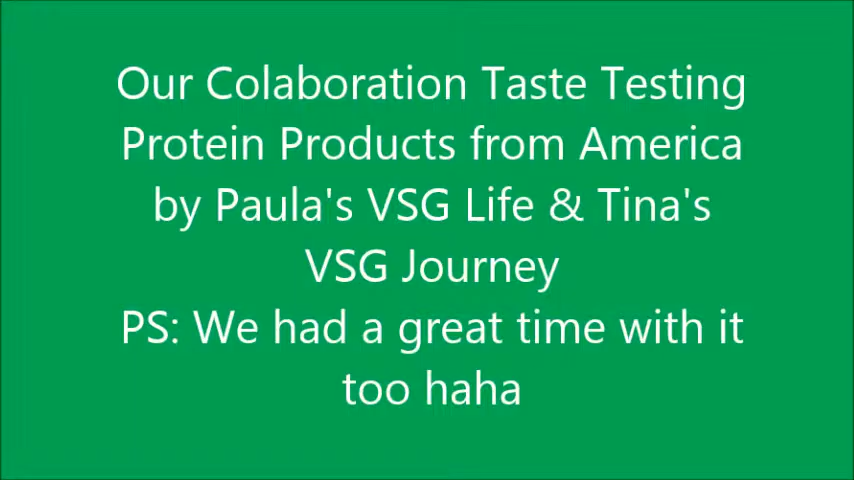 Our Colaboration Taste Testing
Protein Products from America
by Paula's VSG Life & Tina's
VSG Journey
PS: We had a great time with it
too haha